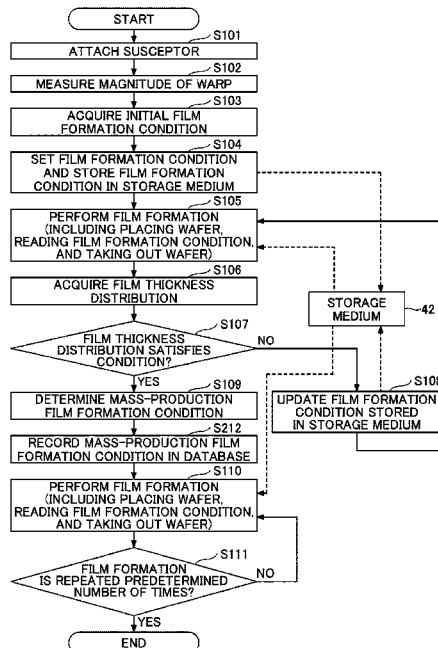 START
S101
ATTACH SUSCEPTOR
S102
MEASURE MAGNITUDE OF WARP
S103
ACQUIRE INITIAL FILM
FORMATION CONDITION
S104
SET FILM FORMATION CONDITION
AND STORE FILM FORMATION
CONDITION IN STORAGE MEDIUM
S105
PERFORM FILM FORMATION
(INCLUDING PLACING WAFER,
READING FILM FORMATION CONDITION,
AND TAKING OUT WAFER)
S106
ACQUIRE FILM THICKNESS
DISTRIBUTION
STORAGE
MEDIUM
42
S107
FILM THICKNESS
DISTRIBUTION SATISFIES
CONDITION?
NO
YES
S108
UPDATE FILM FORMATION
CONDITION STORED
IN STORAGE MEDIUM
S109
DETERMINE MASS-PRODUCTION
FILM FORMATION CONDITION
S212
RECORD MASS-PRODUCTION FILM
FORMATION CONDITION IN DATABASE
S110
PERFORM FILM FORMATION
(INCLUDING PLACING WAFER,
READING FILM FORMATION CONDITION,
AND TAKING OUT WAFER)
S111
FILM FORMATION
IS REPEATED PREDETERMINED
NUMBER OF TIMES?
NO
YES
END